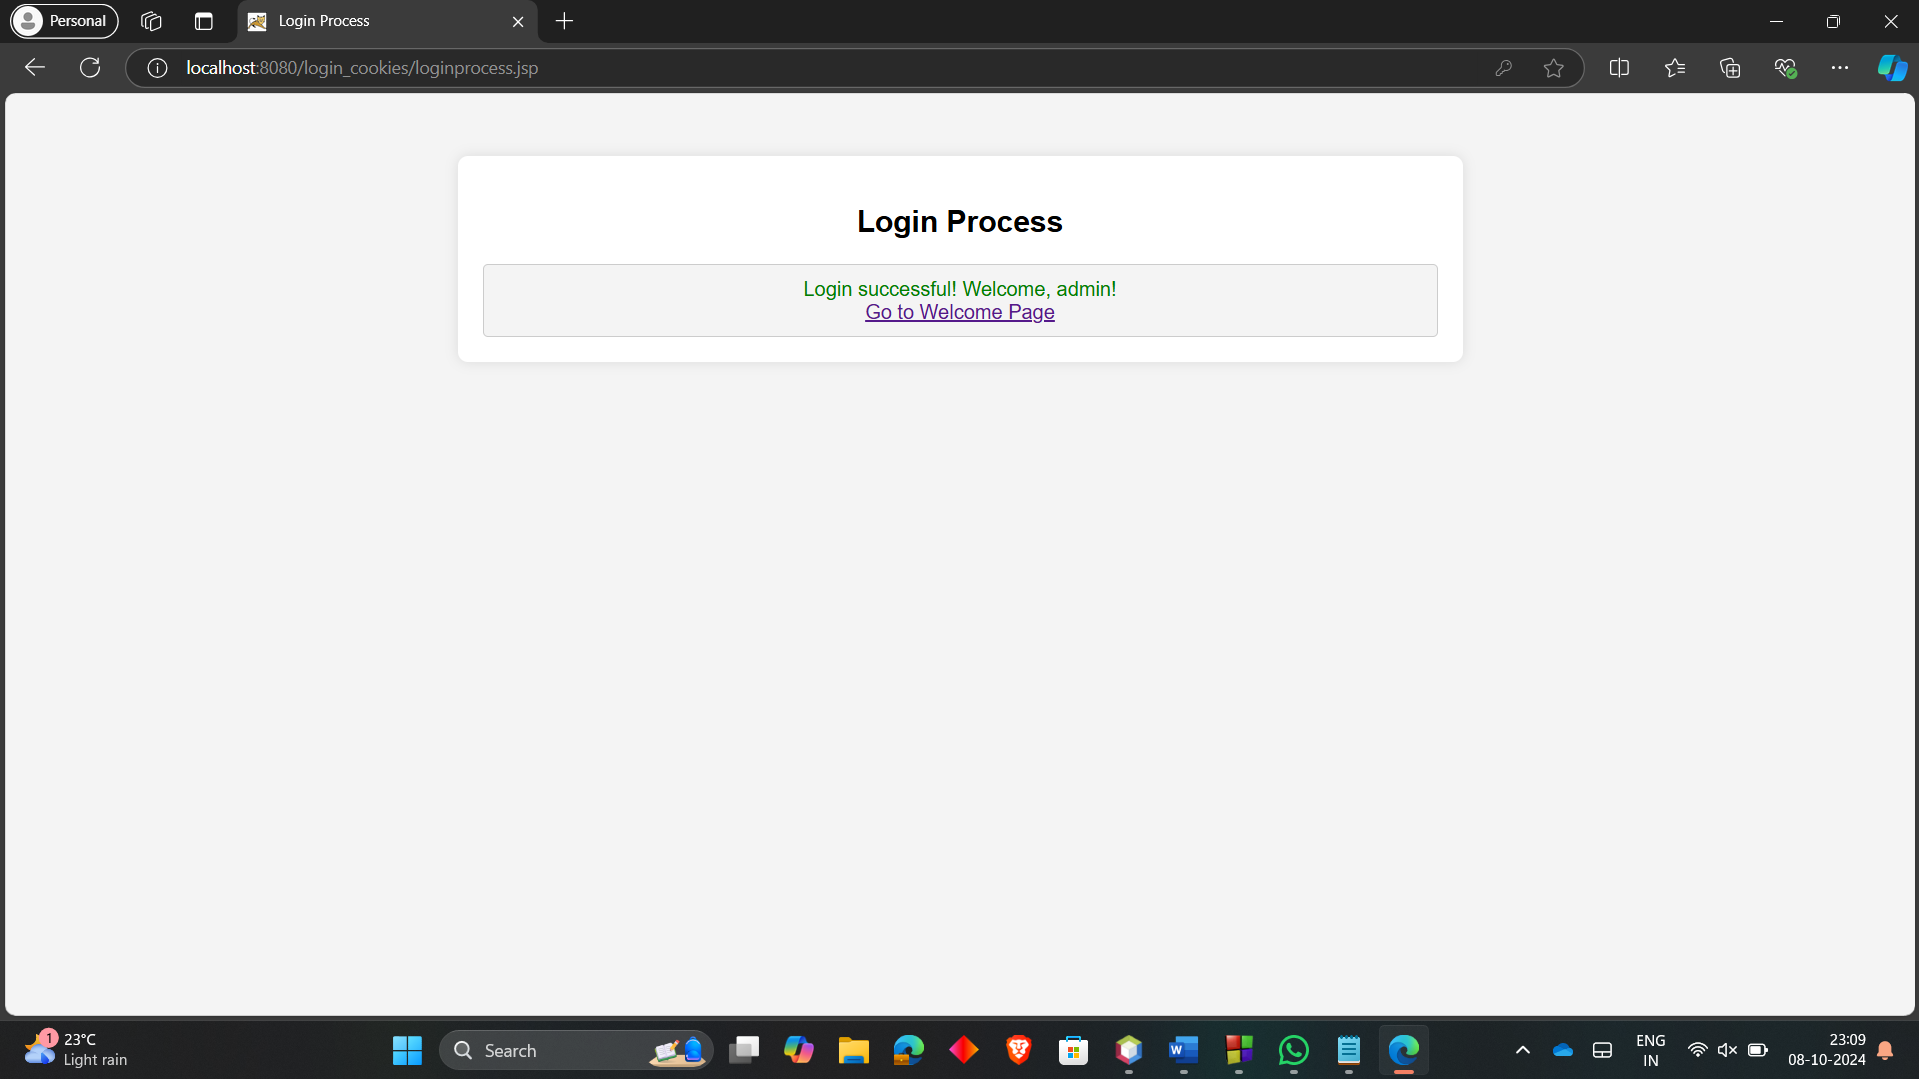 Personal
Login Process
localhost:8080/login_cookies/loginprocess.jsp
Login Process
Login successful! Welcome, admin!
Go to Welcome Page
1
23°C
Light rain
Search
W
ENG
IN
23:09
08-10-2024